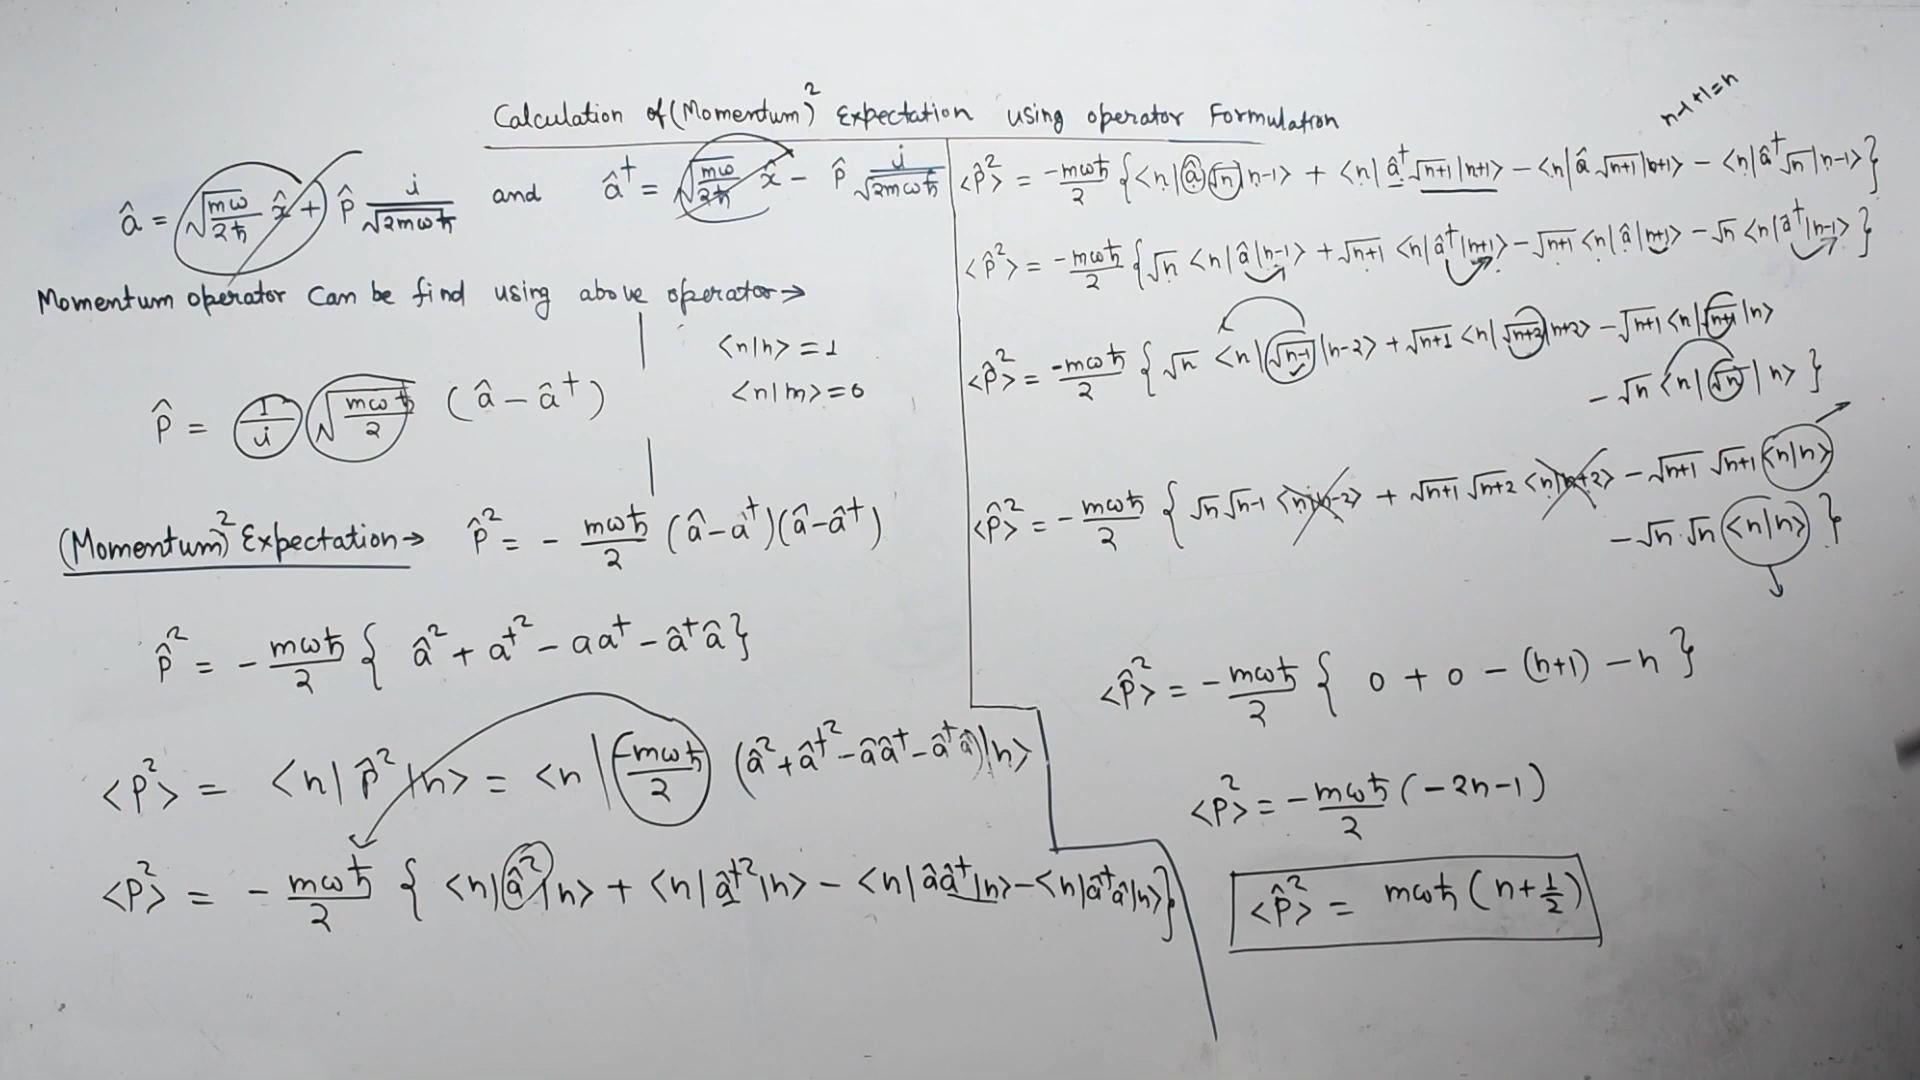 Calculation of (Momentum)² Expectation using operator Formulation
â = √(mω/2ħ) x̂ + p̂ i/√(2mωħ) and â† = √(mω/2ħ) x̂ - p̂ i/√(2mωħ)
Momentum operator Can be find using above operator→
<n|n> = 1
<n|m> = 0
p̂ = 1/i √(mωħ/2) (â - â†)
(Momentum)² Expectation→ p̂² = - mωħ/2 (â - a†)(â - â†)
p̂² = - mωħ/2 { â² + a†² - aa† - â†â }
<p²> = <n| p̂² |n> = <n| -mωħ/2 (â² + â†² - ââ† - â†â) |n>
<p²> = - mωħ/2 { <n|â²|n> + <n|â†²|n> - <n|ââ†|n> - <n|â†â|n> }
n-1+1=n
<p̂²> = -mωħ/2 { <n|â √n|n-1> + <n|â† √n+1|n+1> - <n|â √n+1|n+1> - <n|â† √n|n-1> }
<p̂²> = - mωħ/2 { √n <n|â|n-1> + √n+1 <n|â†|n+1> - √n+1 <n|â|n+1> - √n <n|a†|n-1> }
<p̂²> = -mωħ/2 { √n <n|√n-1|n-2> + √n+1 <n|√n+2|n+2> - √n+1 <n|√n+1|n>
- √n <n|√n|n> }
<p̂²> = - mωħ/2 { √n √n-1 <n|n-2> + √n+1 √n+2 <n|n+2> - √n+1 √n+1 <n|n>
- √n · √n <n|n> }
<p̂²> = - mωħ/2 { 0 + 0 - (n+1) - n }
<p²> = - mωħ/2 (-2n-1)
<p̂²> = mωħ (n + 1/2)